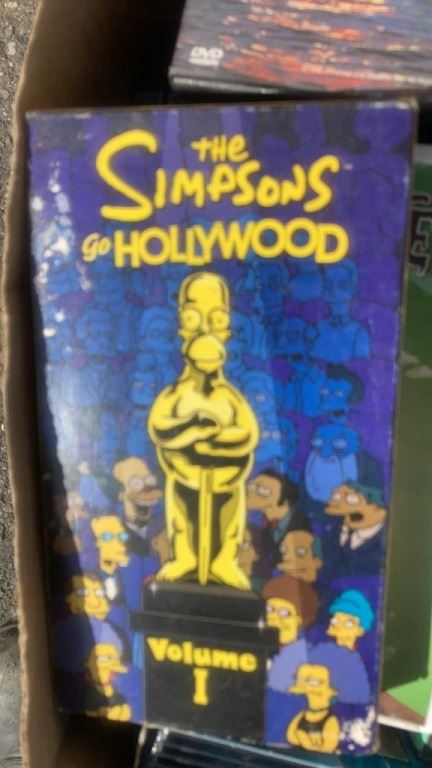 DVD
THE
SIMPSONS
go HOLLYWOOD
Volume
I